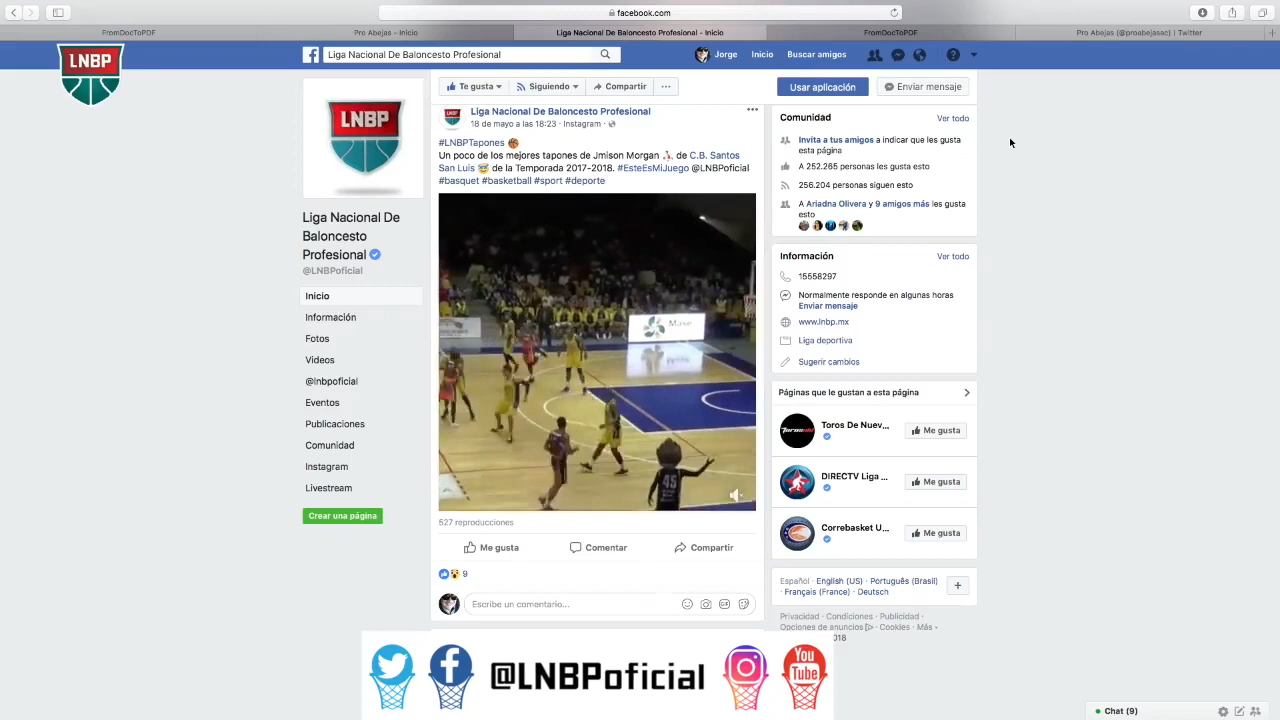 facebook.com
FromDocToPDF
Pro Abejas - Inicio
Liga Nacional De Baloncesto Profesional - Inicio
FromDocToPDF
Pro Abejas (@proabejasac) | Twitter
LNBP
Liga Nacional De Baloncesto Profesional
Jorge
Inicio
Buscar amigos
LNBP
Liga Nacional De
Baloncesto
Profesional
@LNBPoficial
Inicio
Información
Fotos
Videos
@lnbpoficial
Eventos
Publicaciones
Comunidad
Instagram
Livestream
Crear una página
Te gusta
Siguiendo
Compartir
Usar aplicación
Enviar mensaje
Liga Nacional De Baloncesto Profesional
18 de mayo a las 18:23 · Instagram ·
#LNBPTapones
Un poco de los mejores tapones de Jmison Morgan de C.B. Santos
San Luis de la Temporada 2017-2018. #EsteEsMiJuego @LNBPoficial
#basquet #basketball #sport #deporte
45
527 reproducciones
Me gusta
Comentar
Compartir
9
Escribe un comentario...
Comunidad
Ver todo
Invita a tus amigos a indicar que les gusta
esta página
A 252.265 personas les gusta esto
256.204 personas siguen esto
A Ariadna Olivera y 9 amigos más les gusta
esto
Información
Ver todo
15558297
Normalmente responde en algunas horas
Enviar mensaje
www.lnbp.mx
Liga deportiva
Sugerir cambios
Páginas que le gustan a esta página
Toros De Nuev...
Me gusta
DIRECTV Liga ...
Me gusta
Correbasket U...
Me gusta
Español · English (US) · Português (Brasil)
· Français (France) · Deutsch
Privacidad · Condiciones · Publicidad ·
Opciones de anuncios · Cookies · Más
018
@LNBPoficial
You
Tube
Chat (9)